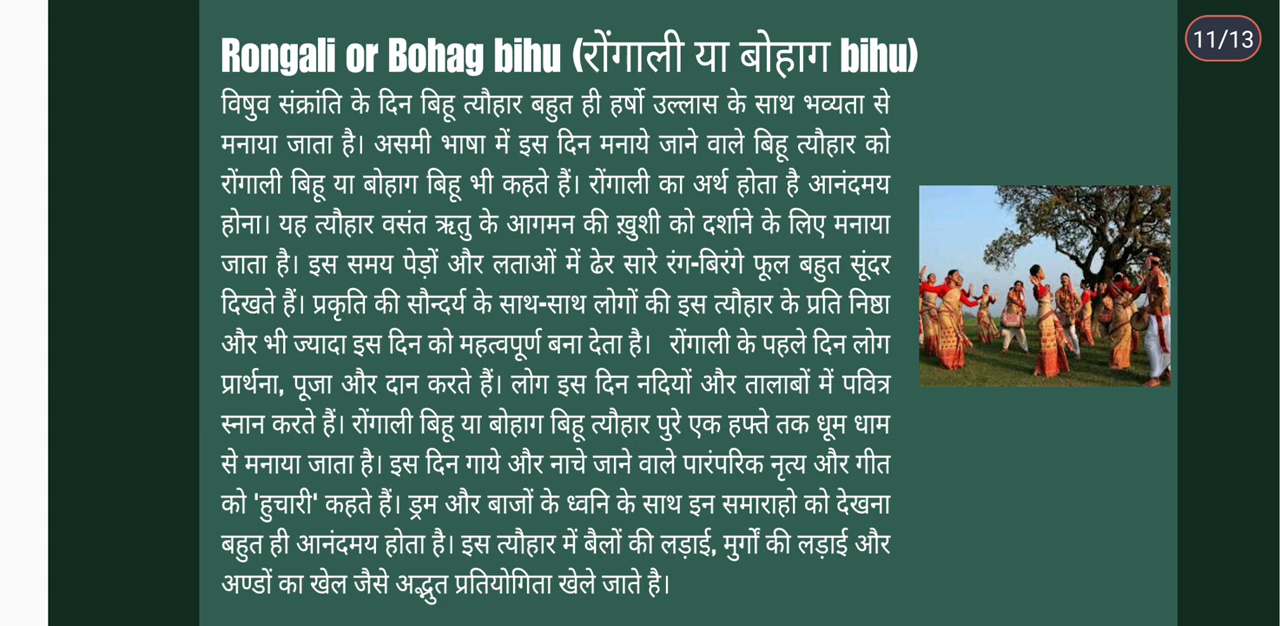 Rongali or Bohag bihu (रोंगाली या बोहाग bihu)
11/13
विषुव संक्रांति के दिन बिहू त्यौहार बहुत ही हर्षो उल्लास के साथ भव्यता से
मनाया जाता है। असमी भाषा में इस दिन मनाये जाने वाले बिहू त्यौहार को
रोंगाली बिहू या बोहाग बिहू भी कहते हैं। रोंगाली का अर्थ होता है आनंदमय
होना। यह त्यौहार वसंत ऋतु के आगमन की ख़ुशी को दर्शाने के लिए मनाया
जाता है। इस समय पेड़ों और लताओं में ढेर सारे रंग-बिरंगे फूल बहुत सूंदर
दिखते हैं। प्रकृति की सौन्दर्य के साथ-साथ लोगों की इस त्यौहार के प्रति निष्ठा
और भी ज्यादा इस दिन को महत्वपूर्ण बना देता है। रोंगाली के पहले दिन लोग
प्रार्थना, पूजा और दान करते हैं। लोग इस दिन नदियों और तालाबों में पवित्र
स्नान करते हैं। रोंगाली बिहू या बोहाग बिहू त्यौहार पुरे एक हफ्ते तक धूम धाम
से मनाया जाता है। इस दिन गाये और नाचे जाने वाले पारंपरिक नृत्य और गीत
को 'हुचारी' कहते हैं। ड्रम और बाजों के ध्वनि के साथ इन समाराहो को देखना
बहुत ही आनंदमय होता है। इस त्यौहार में बैलों की लड़ाई, मुर्गों की लड़ाई और
अण्डों का खेल जैसे अद्भुत प्रतियोगिता खेले जाते है।